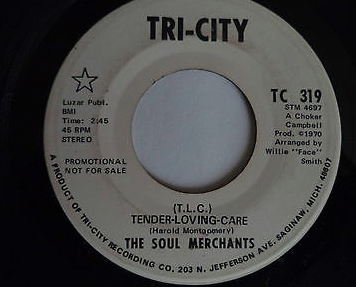 TRI-CITY
Luzar Publ.
BMI
Time: 2:45
45 RPM
STEREO
PROMOTIONAL
NOT FOR SALE
TC 319
STM 4697
A Choker
Campbell
Prod. ©1970
Arranged by
Willie "Face"
Smith
(T.L.C.)
TENDER-LOVING-CARE
(Harold Montgomery)
THE SOUL MERCHANTS
A PRODUCT OF TRI-CITY RECORDING CO. 203 N. JEFFERSON AVE. SAGINAW, MICH. 48607